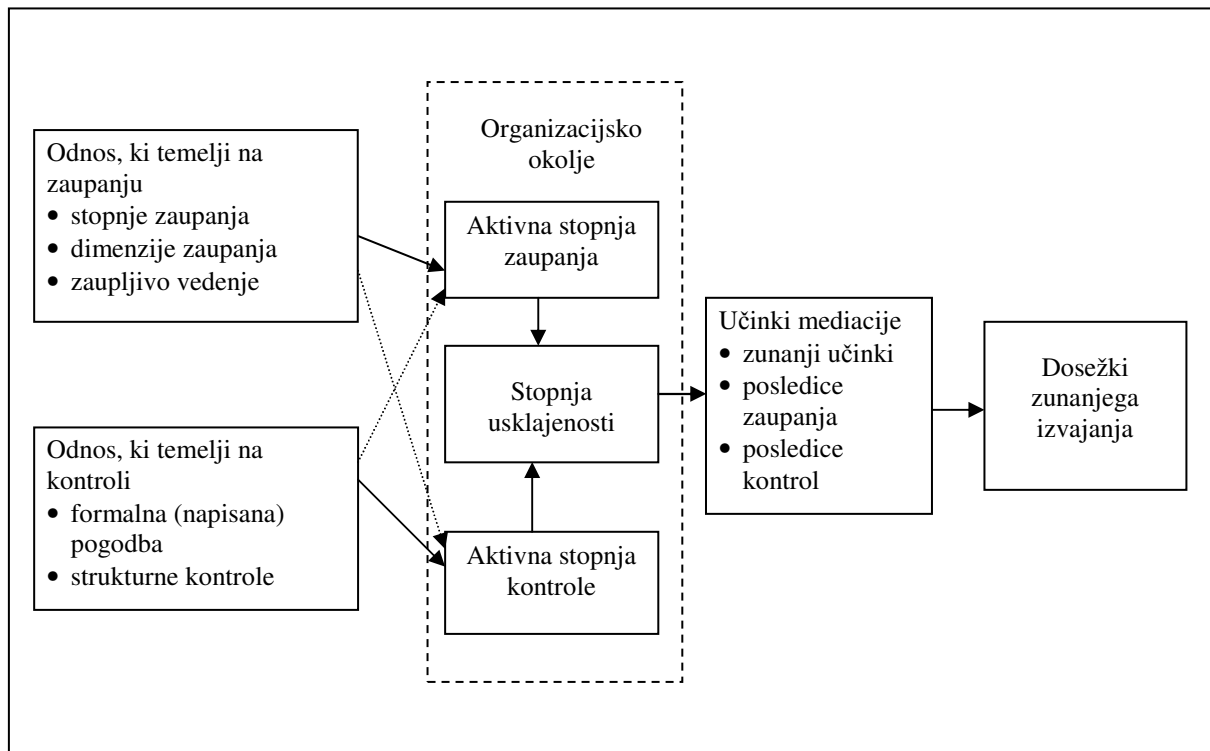 Odnos, ki temelji na
zaupanju
• stopnje zaupanja
• dimenzije zaupanja
• zaupljivo vedenje
Odnos, ki temelji na
kontroli
• formalna (napisana)
pogodba
• strukturne kontrole
Organizacijsko
okolje
Aktivna stopnja
zaupanja
Stopnja
usklajenosti
Aktivna stopnja
kontrole
Učinki mediacije
• zunanji učinki
• posledice
zaupanja
• posledice
kontrol
Dosežki
zunanjega
izvajanja